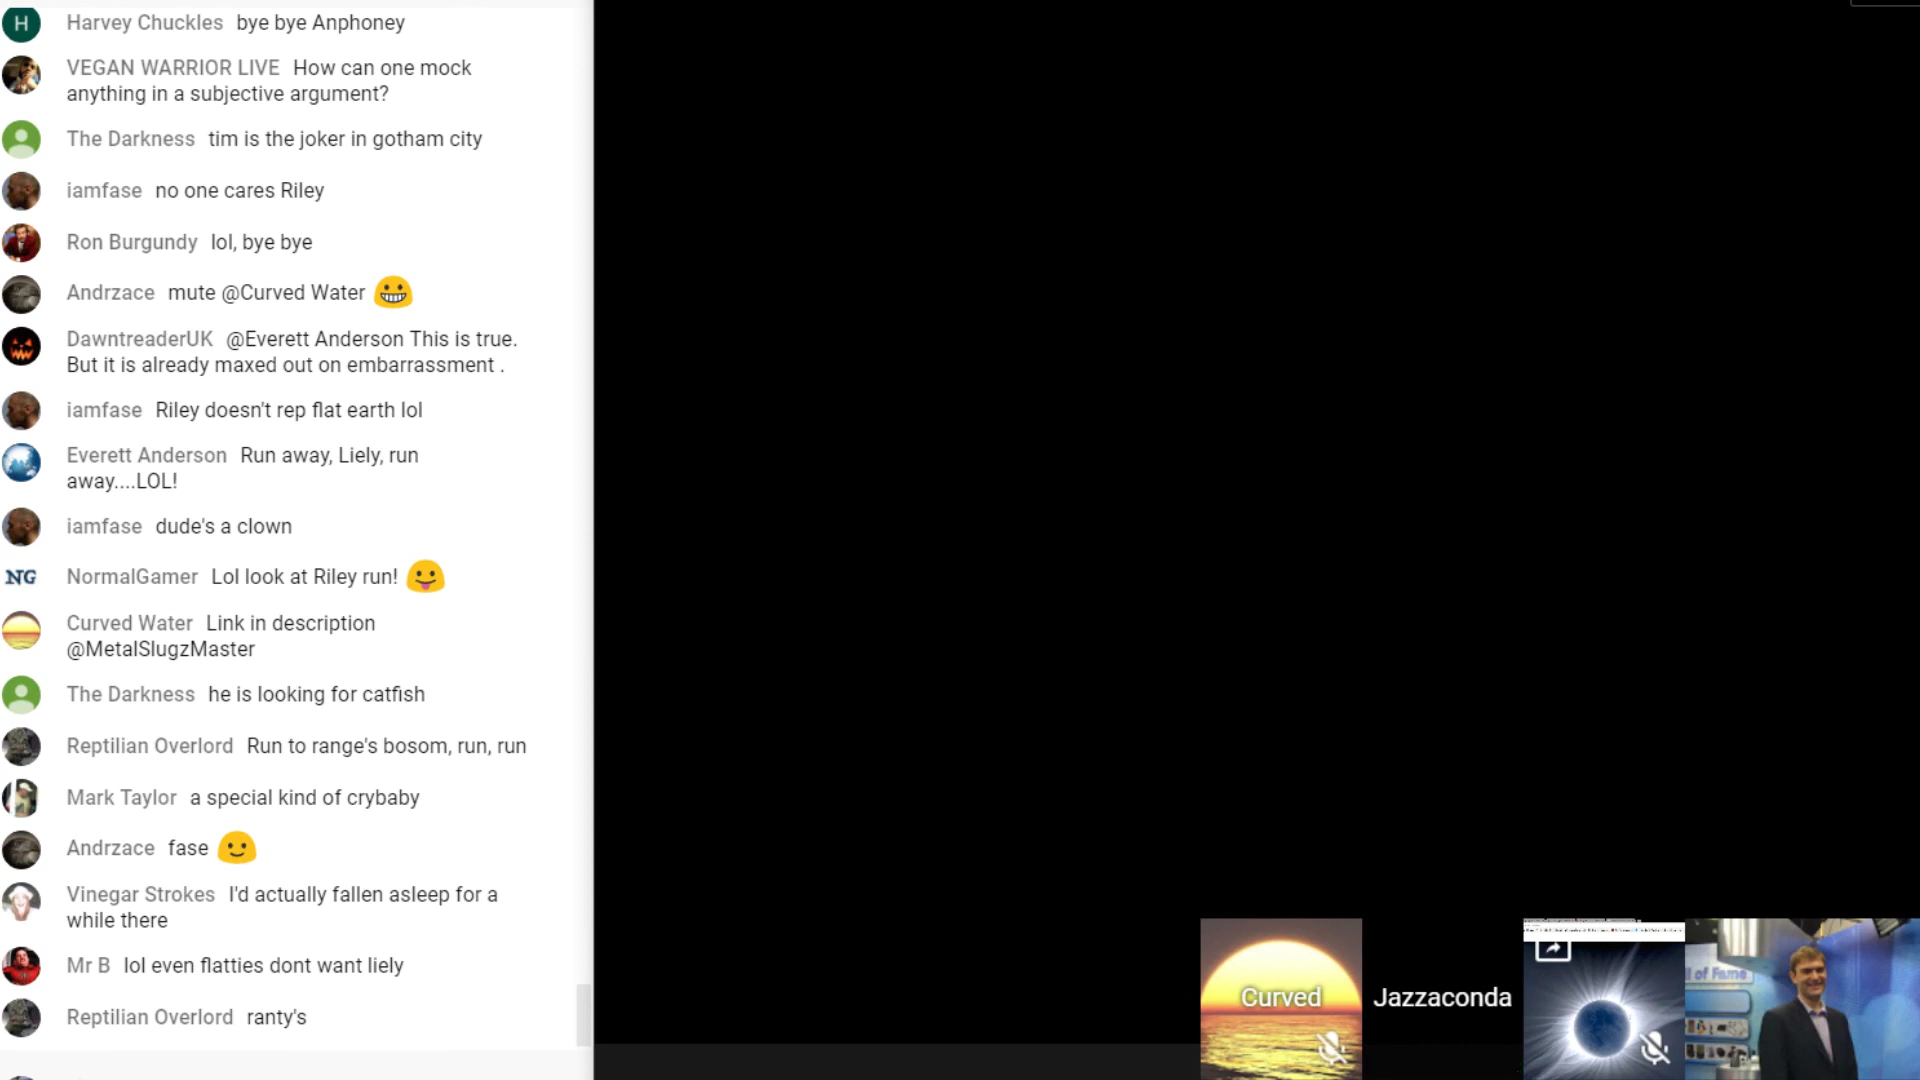 H
Harvey Chuckles bye bye Anphoney
VEGAN WARRIOR LIVE How can one mock
anything in a subjective argument?
The Darkness tim is the joker in gotham city
iamfase no one cares Riley
Ron Burgundy lol, bye bye
Andrzace mute @Curved Water
DawntreaderUK @Everett Anderson This is true.
But it is already maxed out on embarrassment .
iamfase Riley doesn't rep flat earth lol
Everett Anderson Run away, Liely, run
away....LOL!
iamfase dude's a clown
NG
NormalGamer Lol look at Riley run!
Curved Water Link in description
@MetalSlugzMaster
The Darkness he is looking for catfish
Reptilian Overlord Run to range's bosom, run, run
Mark Taylor a special kind of crybaby
Andrzace fase
Vinegar Strokes I'd actually fallen asleep for a
while there
Mr B lol even flatties dont want liely
Reptilian Overlord ranty's
Curved
Jazzaconda
of Fame